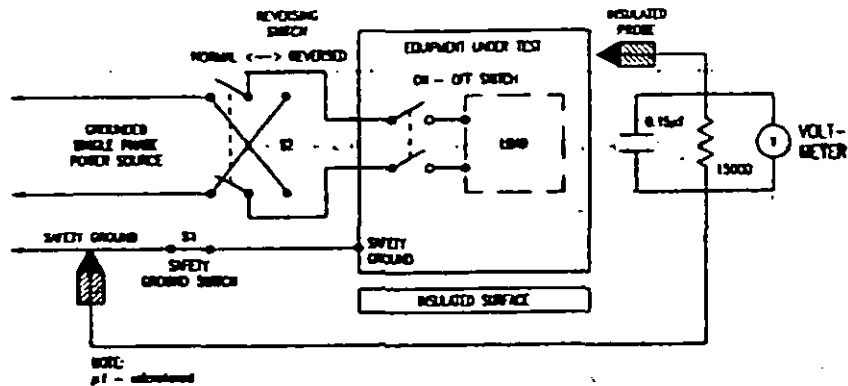 REVERSING
SWITCH
NORMAL <--> REVERSED
EQUIPMENT UNDER TEST
ON - OFF SWITCH
INSULATED
PROBE
GROUNDED
SINGLE PHASE
POWER SOURCE
S2
LOAD
0.15µf
1500Ω
V
VOLT-
METER
SAFETY GROUND
S1
SAFETY
GROUND SWITCH
SAFETY
GROUND
INSULATED SURFACE
NOTE:
µf -